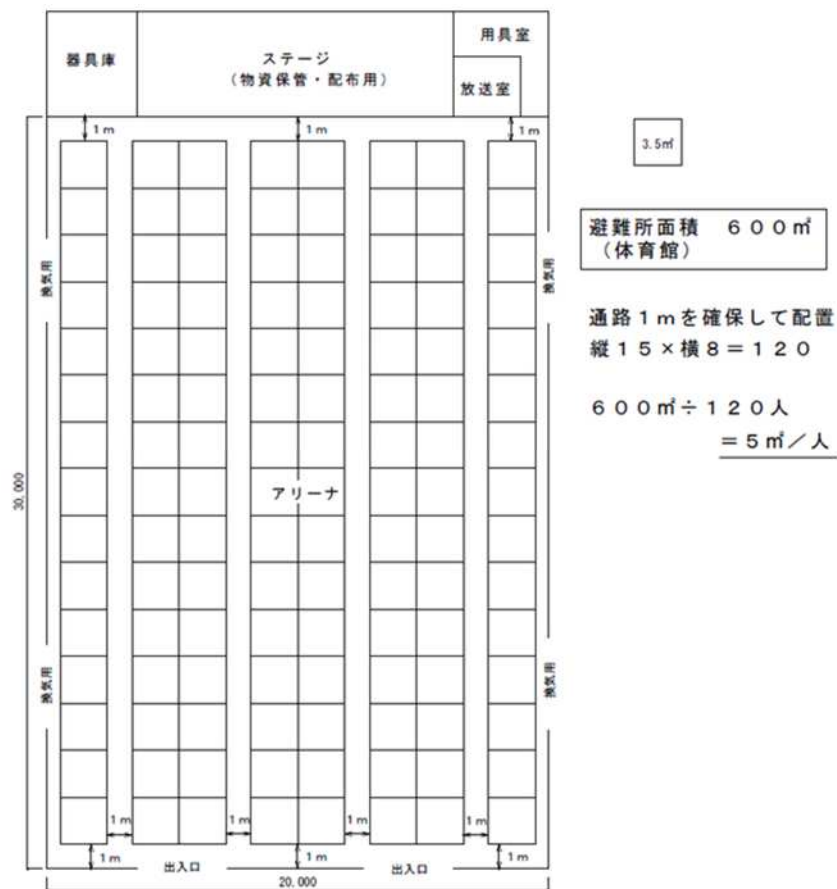 器具庫
ステージ
（物資保管・配布用）
用具室
放送室
1m
1m
1m
3.5㎡
避難所面積　６００㎡
（体育館）
換気用
換気用
通路１ｍを確保して配置
縦１５×横８＝１２０
６００㎡÷１２０人
＝５㎡／人
アリーナ
30,000
換気用
換気用
1m
1m
1m
1m
1m
1m
1m
出入口
出入口
20,000